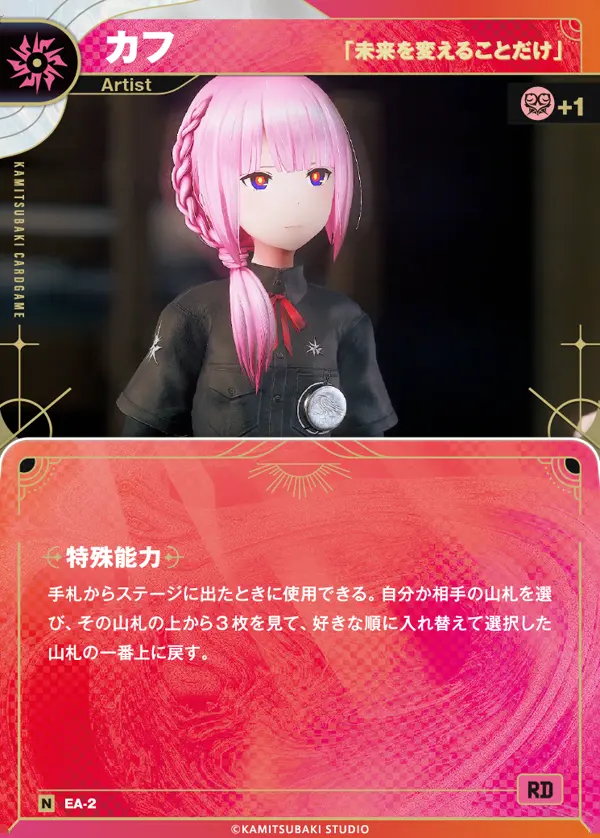 カフ
「未来を変えることだけ」
Artist
+1
KAMITSUBAKI CARDGAME
特殊能力
手札からステージに出たときに使用できる。自分か相手の山札を選
び、その山札の上から3枚を見て、好きな順に入れ替えて選択した
山札の一番上に戻す。
N EA-2
RD
©KAMITSUBAKI STUDIO